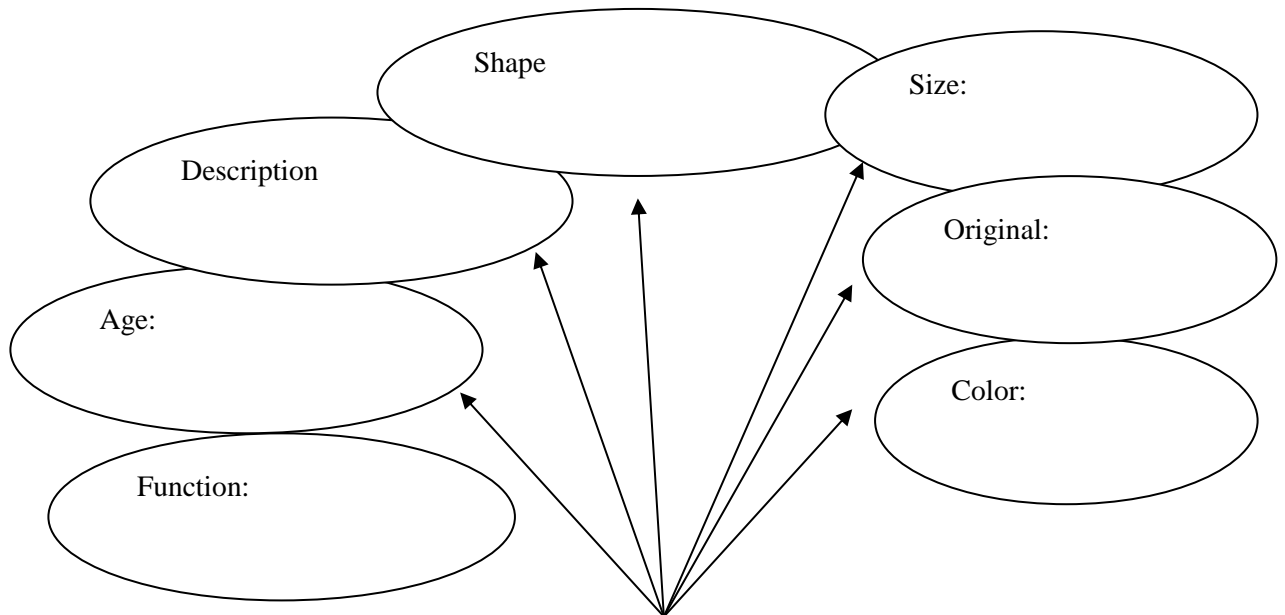 Shape
Size:
Description
Original:
Age:
Color:
Function: